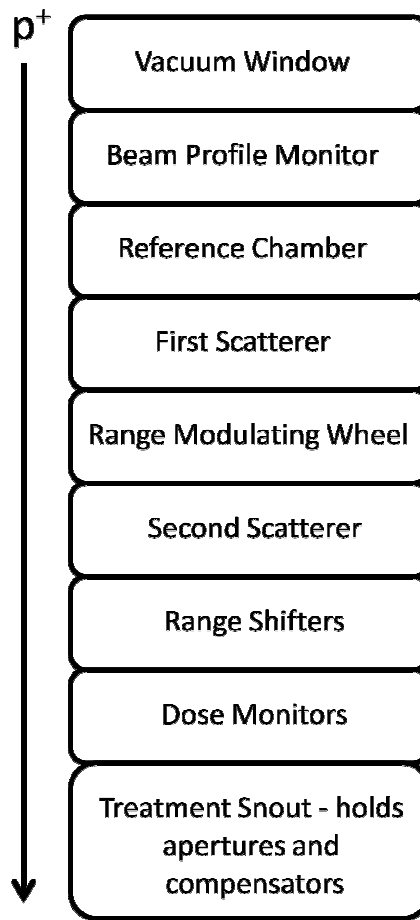 p+
Vacuum Window
Beam Profile Monitor
Reference Chamber
First Scatterer
Range Modulating Wheel
Second Scatterer
Range Shifters
Dose Monitors
Treatment Snout - holds
apertures and
compensators